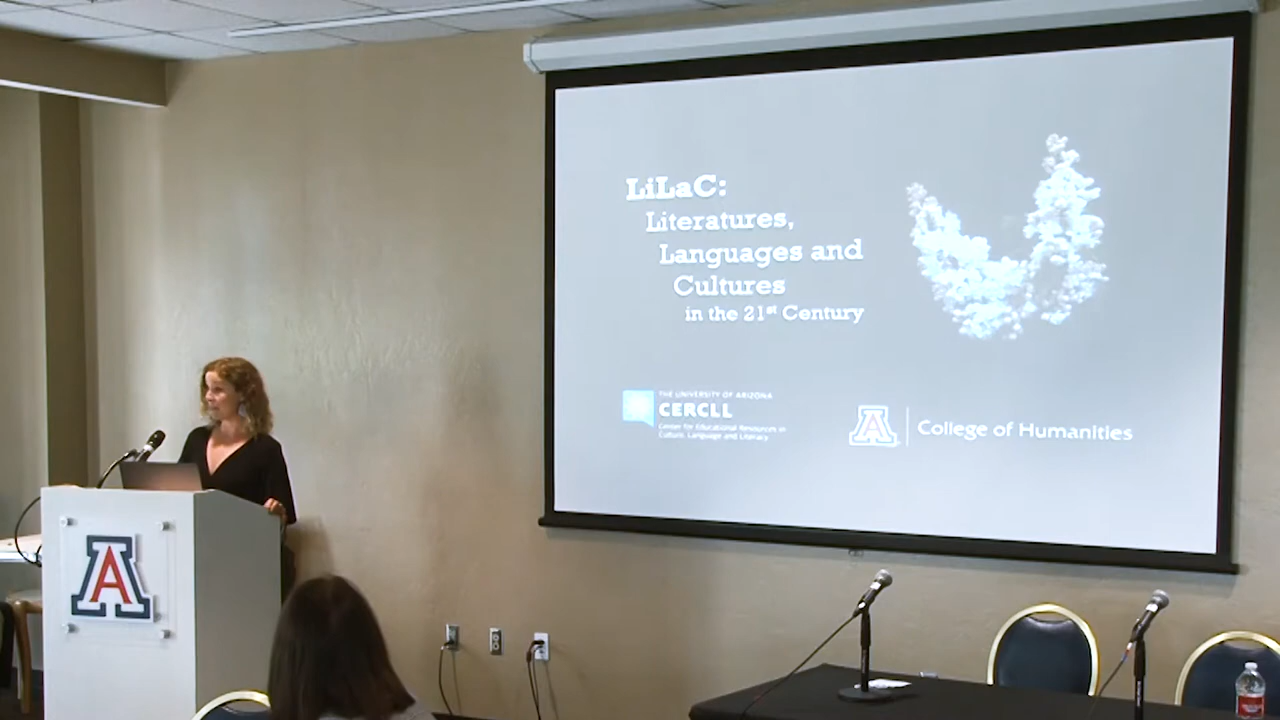 LiLaC:
Literatures,
Languages and
Cultures
in the 21st Century
THE UNIVERSITY OF ARIZONA
CERCLL
Center for Educational Resources in
Culture, Language and Literacy
A
College of Humanities
A